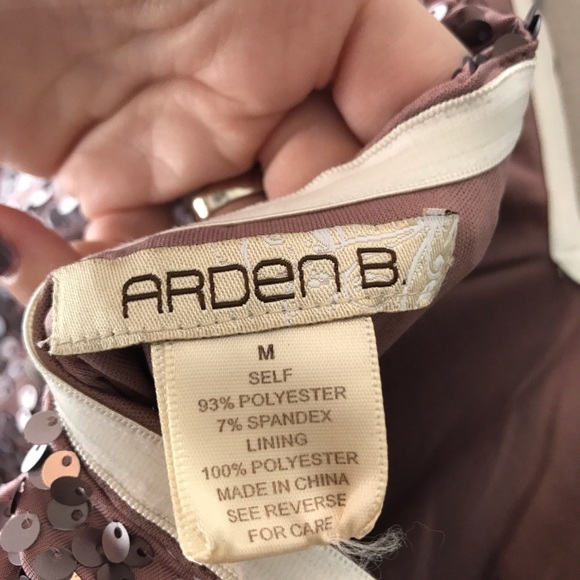 ARDen B.
M
SELF
93% POLYESTER
7% SPANDEX
LINING
100% POLYESTER
MADE IN CHINA
SEE REVERSE
FOR CARE